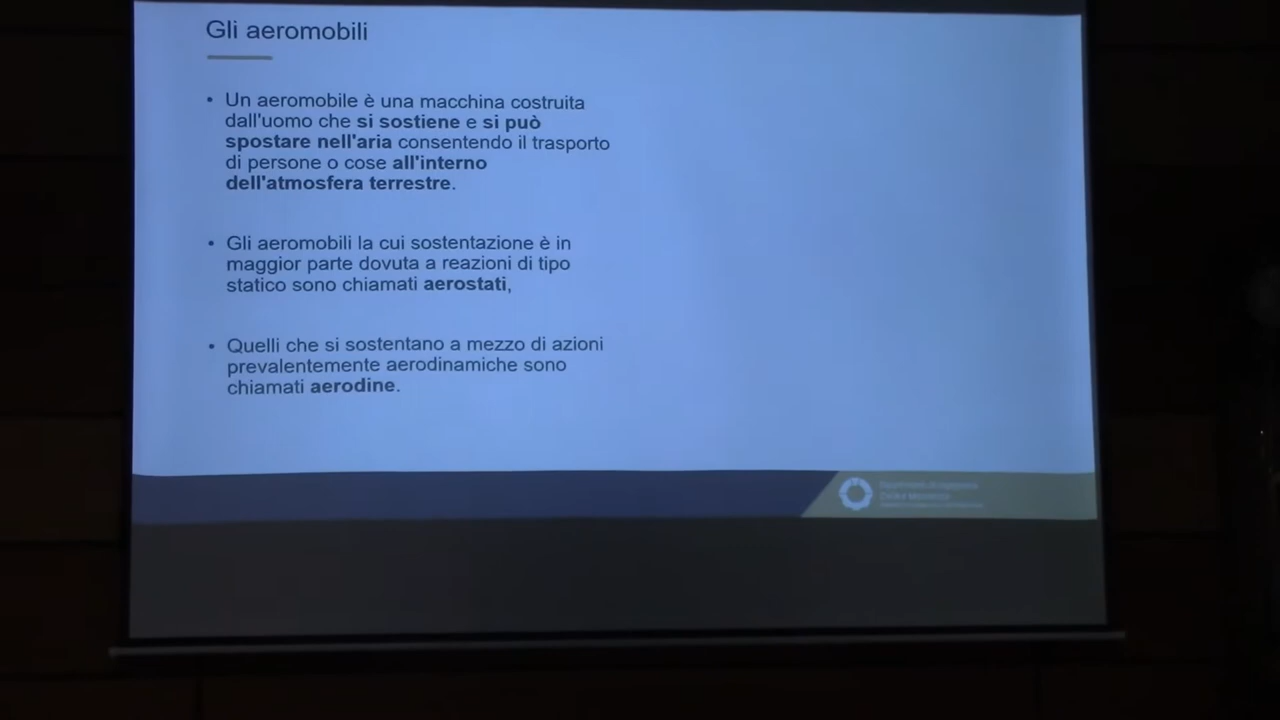 Gli aeromobili
• Un aeromobile è una macchina costruita
dall'uomo che si sostiene e si può
spostare nell'aria consentendo il trasporto
di persone o cose all'interno
dell'atmosfera terrestre.
• Gli aeromobili la cui sostentazione è in
maggior parte dovuta a reazioni di tipo
statico sono chiamati aerostati,
• Quelli che si sostentano a mezzo di azioni
prevalentemente aerodinamiche sono
chiamati aerodine.